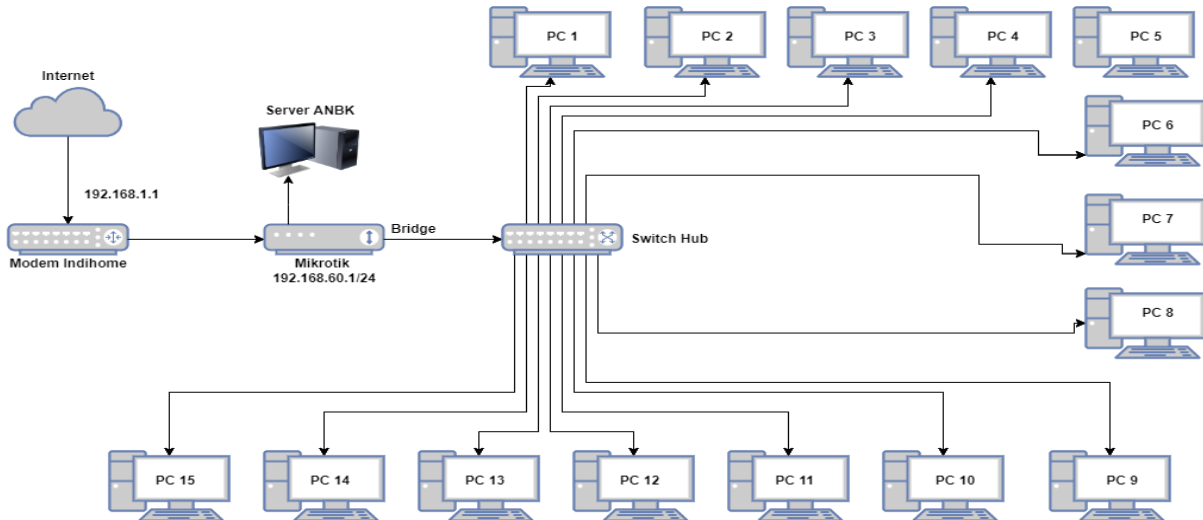 PC 1
PC 2
PC 3
PC 4
PC 5
Internet
Server ANBK
PC 6
192.168.1.1
PC 7
Bridge
Switch Hub
Modem Indihome
Mikrotik
192.168.60.1/24
PC 8
PC 15
PC 14
PC 13
PC 12
PC 11
PC 10
PC 9